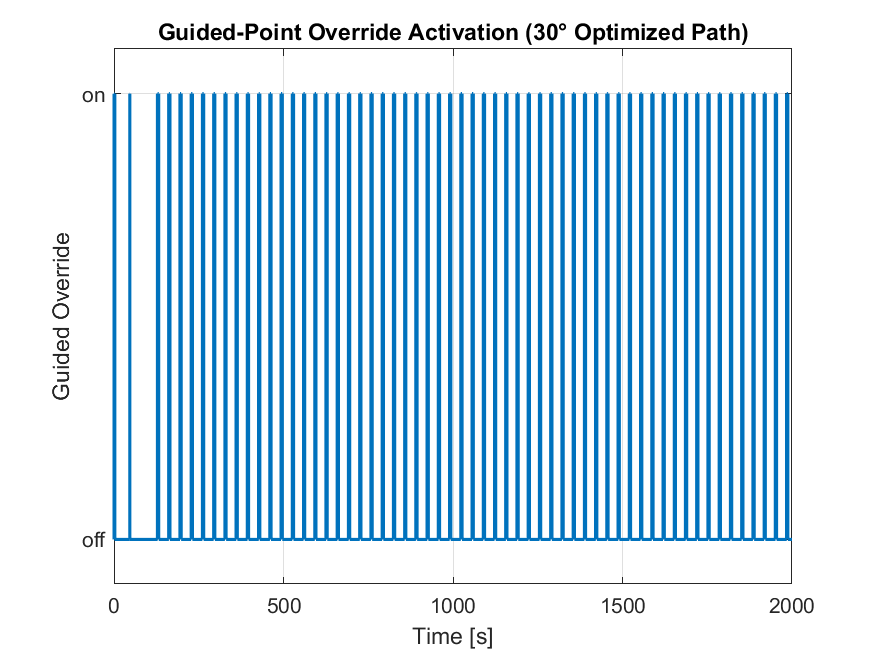 Guided-Point Override Activation (30° Optimized Path)
on
Guided Override
off
0 500 1000 1500 2000
Time [s]